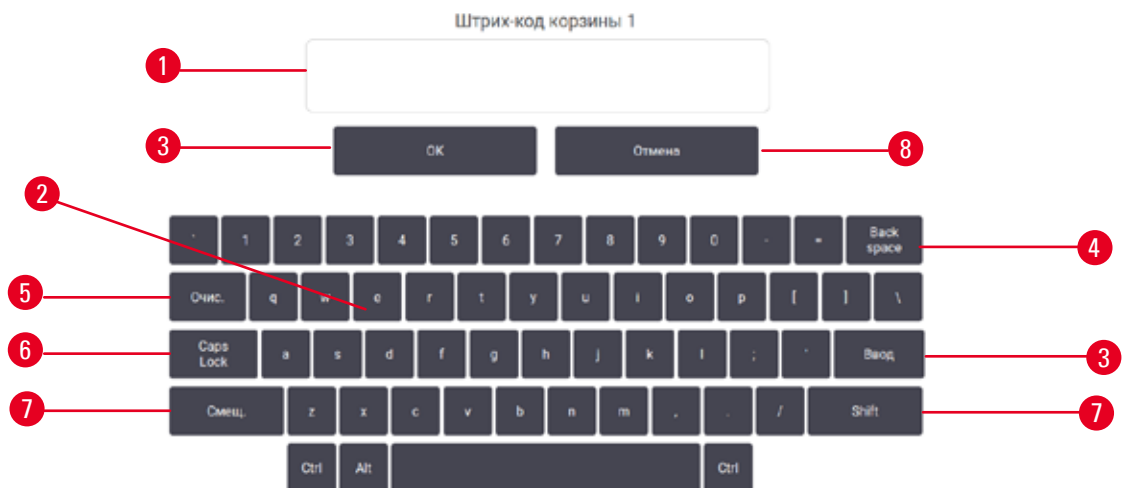 Штрих-код корзины 1
1
3 OK Отмена 8
2
` 1 2 3 4 5 6 7 8 9 0 - = Back space 4
5 Очис. q w e r t y u i o p [ ] \
6 Caps Lock a s d f g h j k l ; ' Ввод 3
7 Смещ. z x c v b n m , . / Shift 7
Ctrl Alt Ctrl